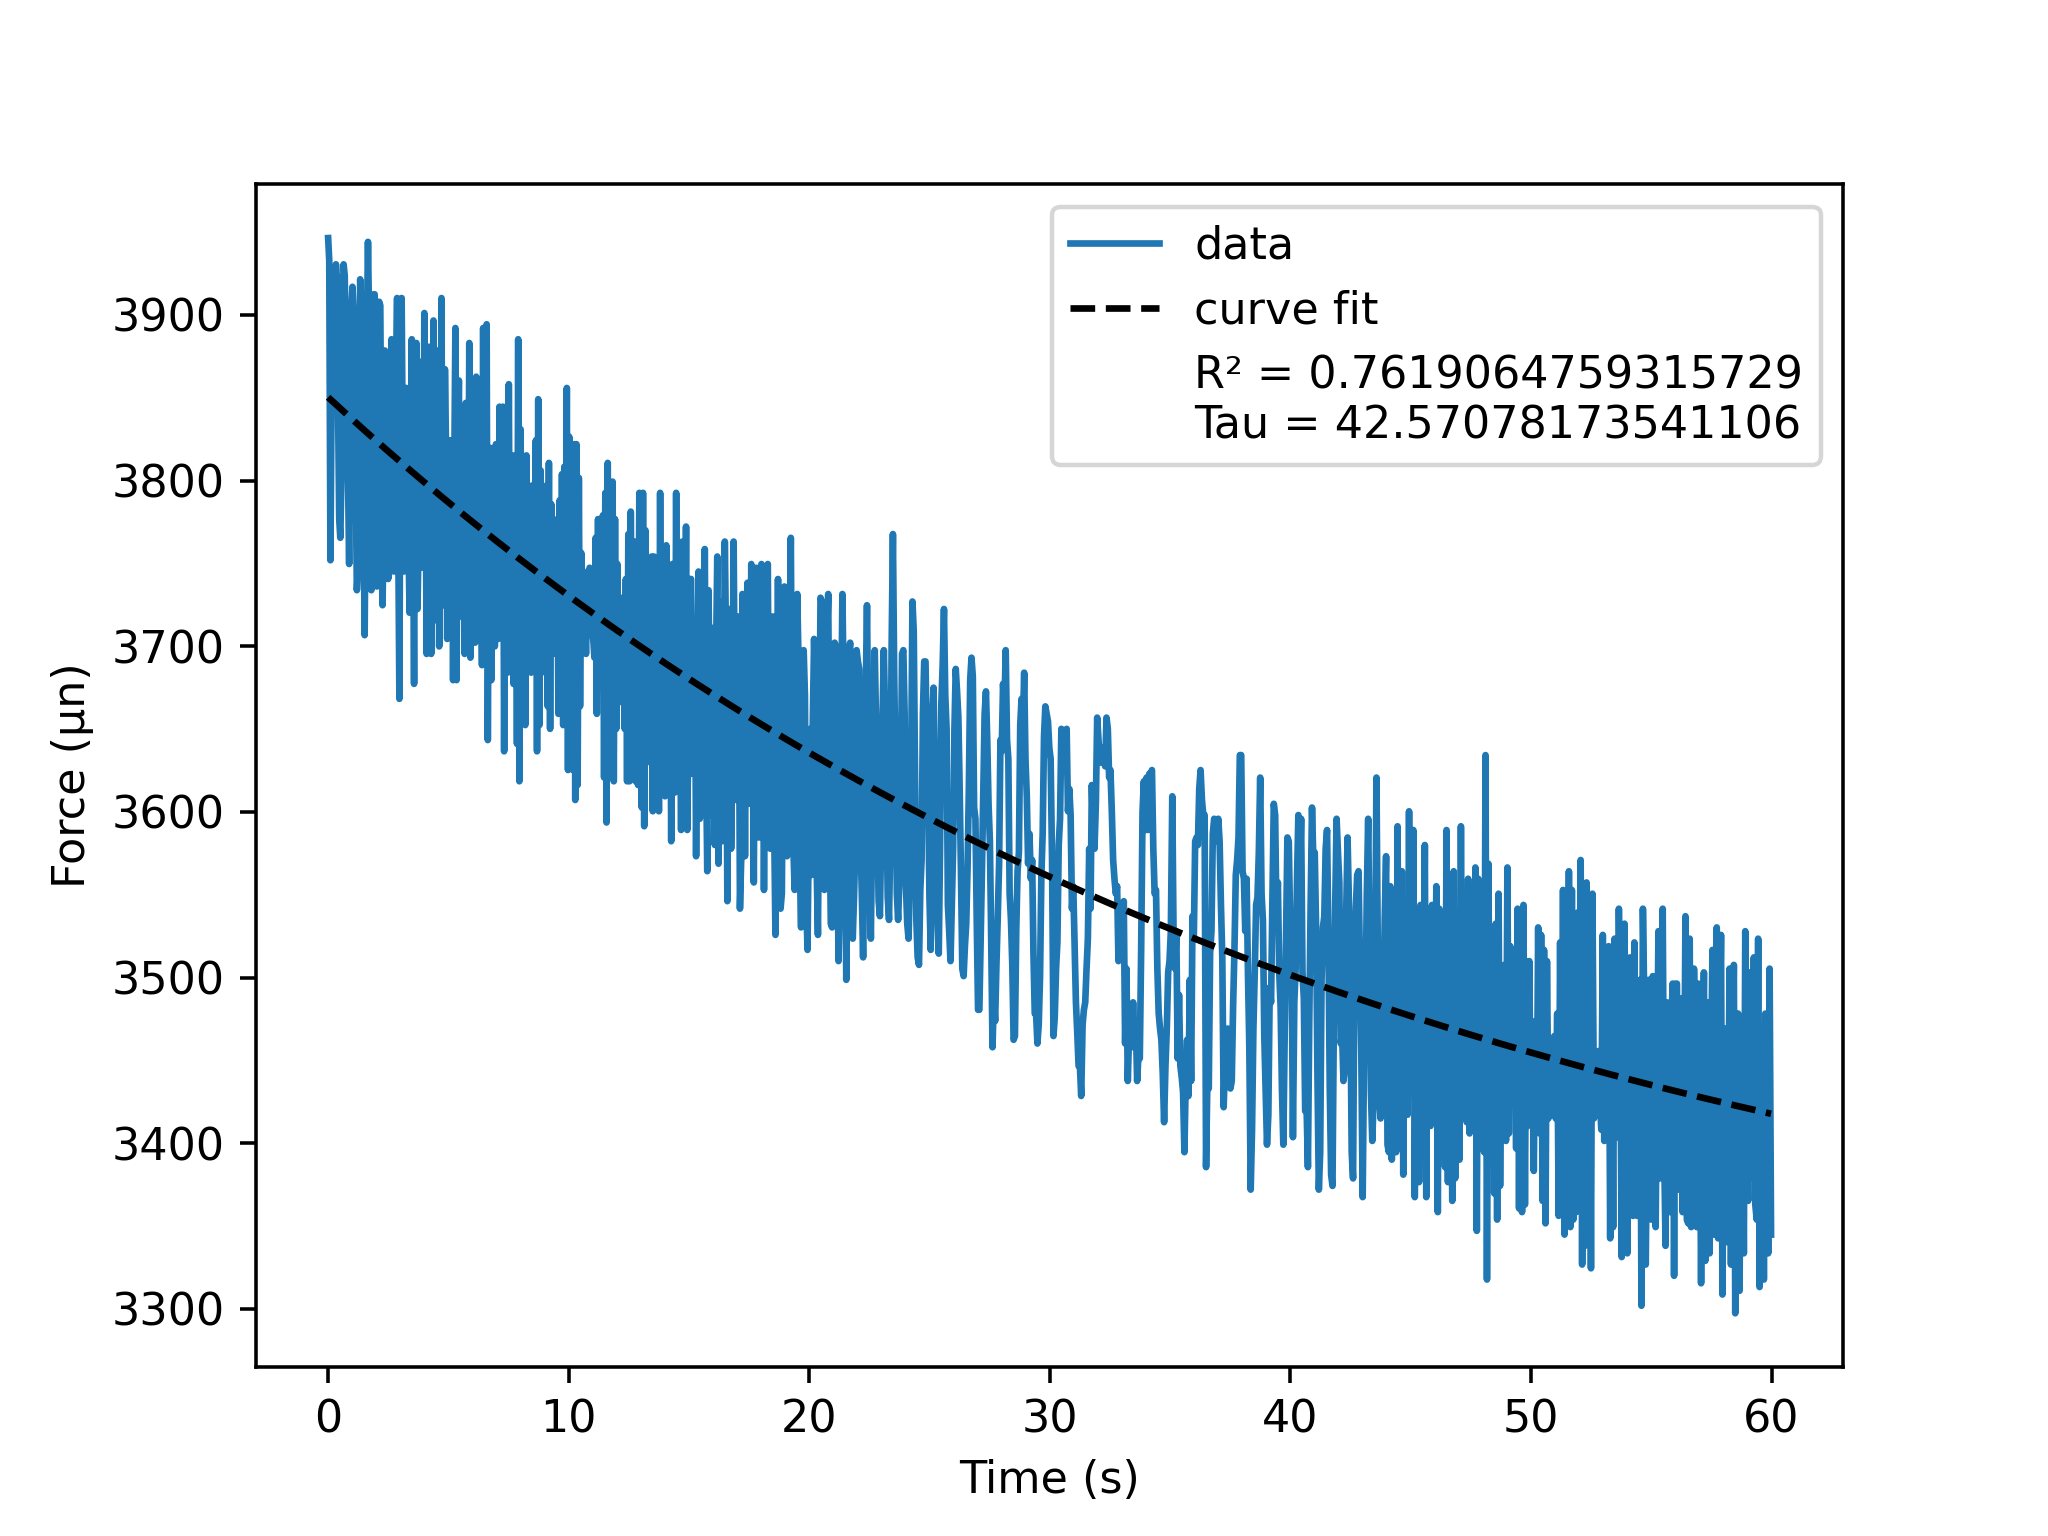 data
curve fit
R² = 0.7619064759315729
Tau = 42.57078173541106
3900
3800
3700
3600
3500
3400
3300
Force (μn)
0 10 20 30 40 50 60
Time (s)